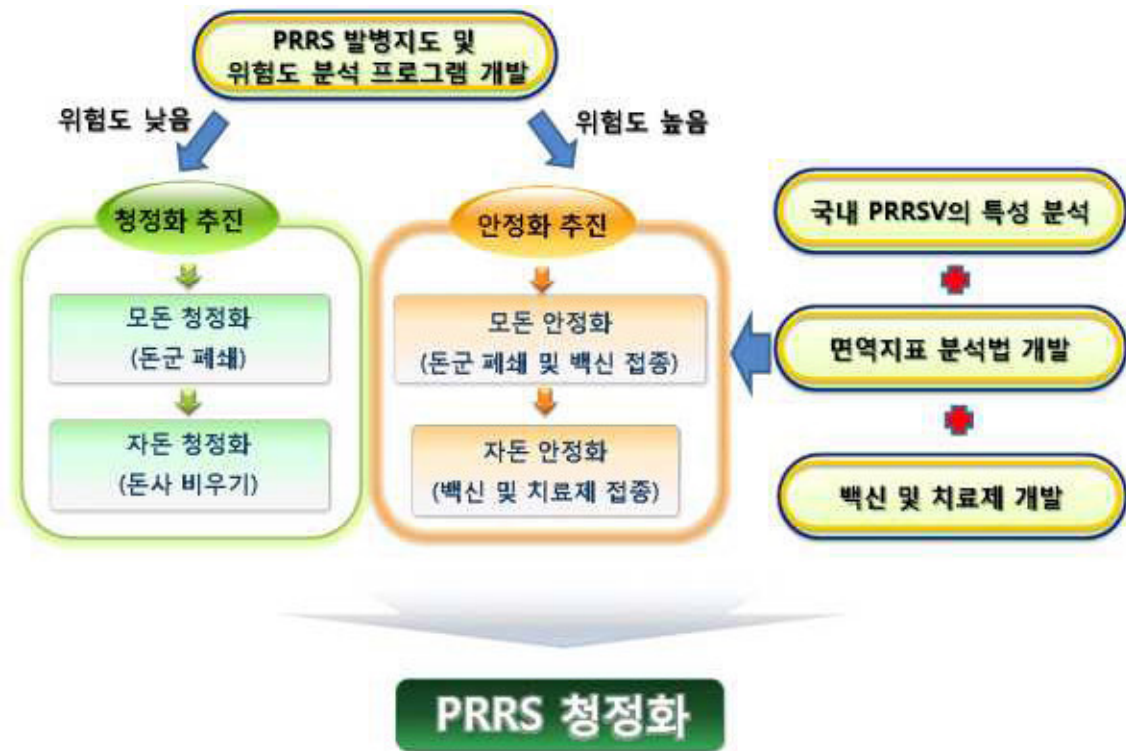 PRRS 발병지도 및
위험도 분석 프로그램 개발
위험도 낮음
위험도 높음
청정화 추진
모돈 청정화
(돈군 폐쇄)
자돈 청정화
(돈사 비우기)
안정화 추진
모돈 안정화
(돈군 폐쇄 및 백신 접종)
자돈 안정화
(백신 및 치료제 접종)
국내 PRRSV의 특성 분석
면역지표 분석법 개발
백신 및 치료제 개발
PRRS 청정화